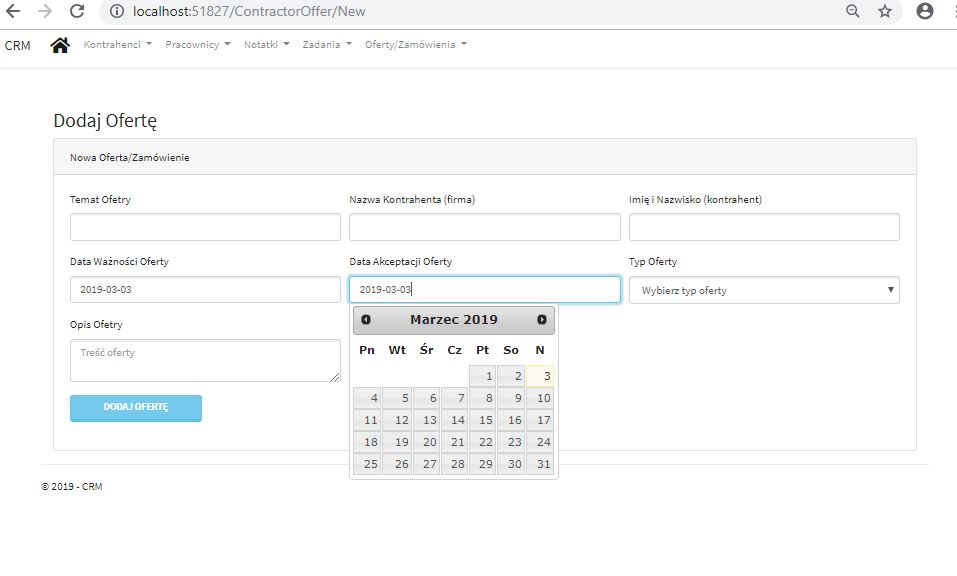 localhost:51827/ContractorOffer/New
CRM Kontrahenci Pracownicy Notatki Zadania Oferty/Zamówienia
Dodaj Ofertę
Nowa Oferta/Zamówienie
Temat Ofetry Nazwa Kontrahenta (firma) Imię i Nazwisko (kontrahent)
Data Ważności Oferty Data Akceptacji Oferty Typ Oferty
2019-03-03 2019-03-03 Wybierz typ oferty
Opis Ofetry
Treść oferty
DODAJ OFERTĘ
Marzec 2019
Pn Wt Śr Cz Pt So N
1 2 3
4 5 6 7 8 9 10
11 12 13 14 15 16 17
18 19 20 21 22 23 24
25 26 27 28 29 30 31
© 2019 - CRM